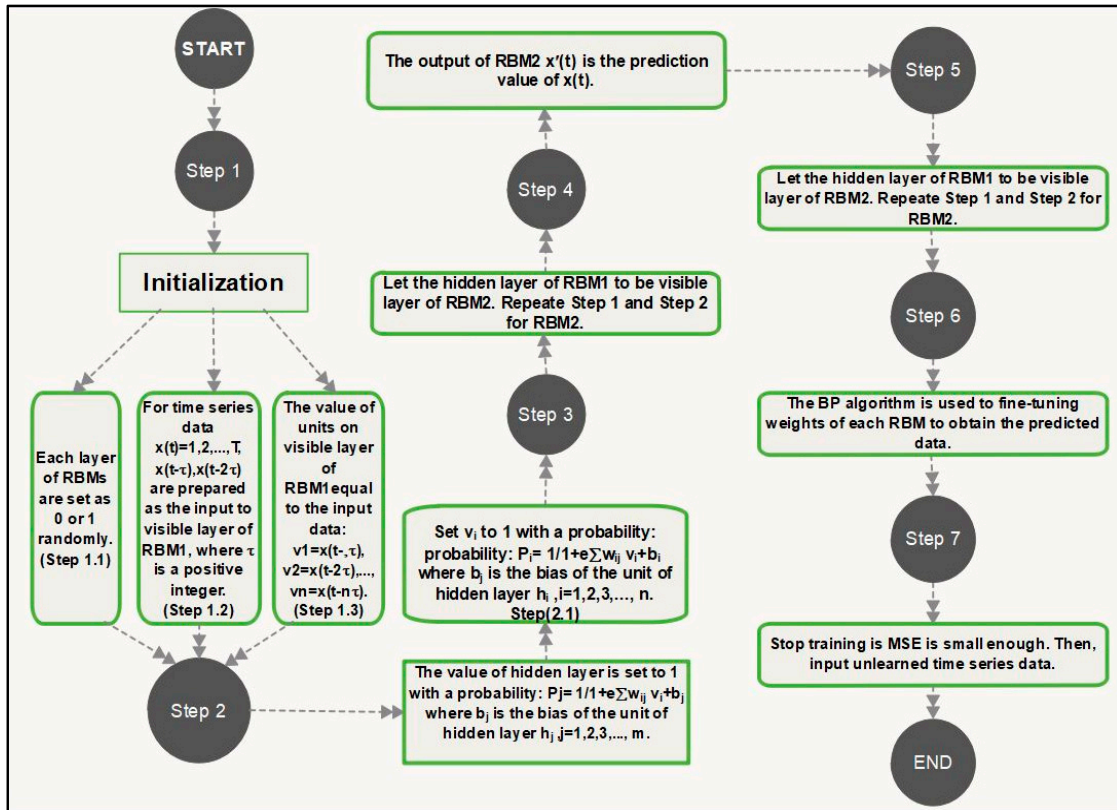 START
Step 1
Initialization
Each layer
of RBMs
are set as
0 or 1
randomly.
(Step 1.1)
For time series
data
x(t)=1,2,...,T,
x(t-τ),x(t-2τ)
are prepared
as the input to
visible layer of
RBM1, where τ
is a positive
integer.
(Step 1.2)
The value of
units on
visible layer
of
RBM1equal
to the input
data:
v1=x(t-,τ),
v2=x(t-2τ),...,
vn=x(t-nτ).
(Step 1.3)
Step 2
The value of hidden layer is set to 1
with a probability: Pj= 1/1+e∑wij vi+bj
where bj is the bias of the unit of
hidden layer hj ,j=1,2,3,..., m.
Set vi to 1 with a probability:
probability: Pi= 1/1+e∑wij vi+bi
where bj is the bias of the unit of
hidden layer hi ,i=1,2,3,..., n.
Step(2.1)
Step 3
Let the hidden layer of RBM1 to be visible
layer of RBM2. Repeat Step 1 and Step 2
for RBM2.
Step 4
The output of RBM2 x'(t) is the prediction
value of x(t).
Step 5
Let the hidden layer of RBM1 to be visible
layer of RBM2. Repeat Step 1 and Step 2 for
RBM2.
Step 6
The BP algorithm is used to fine-tuning
weights of each RBM to obtain the predicted
data.
Step 7
Stop training is MSE is small enough. Then,
input unlearned time series data.
END